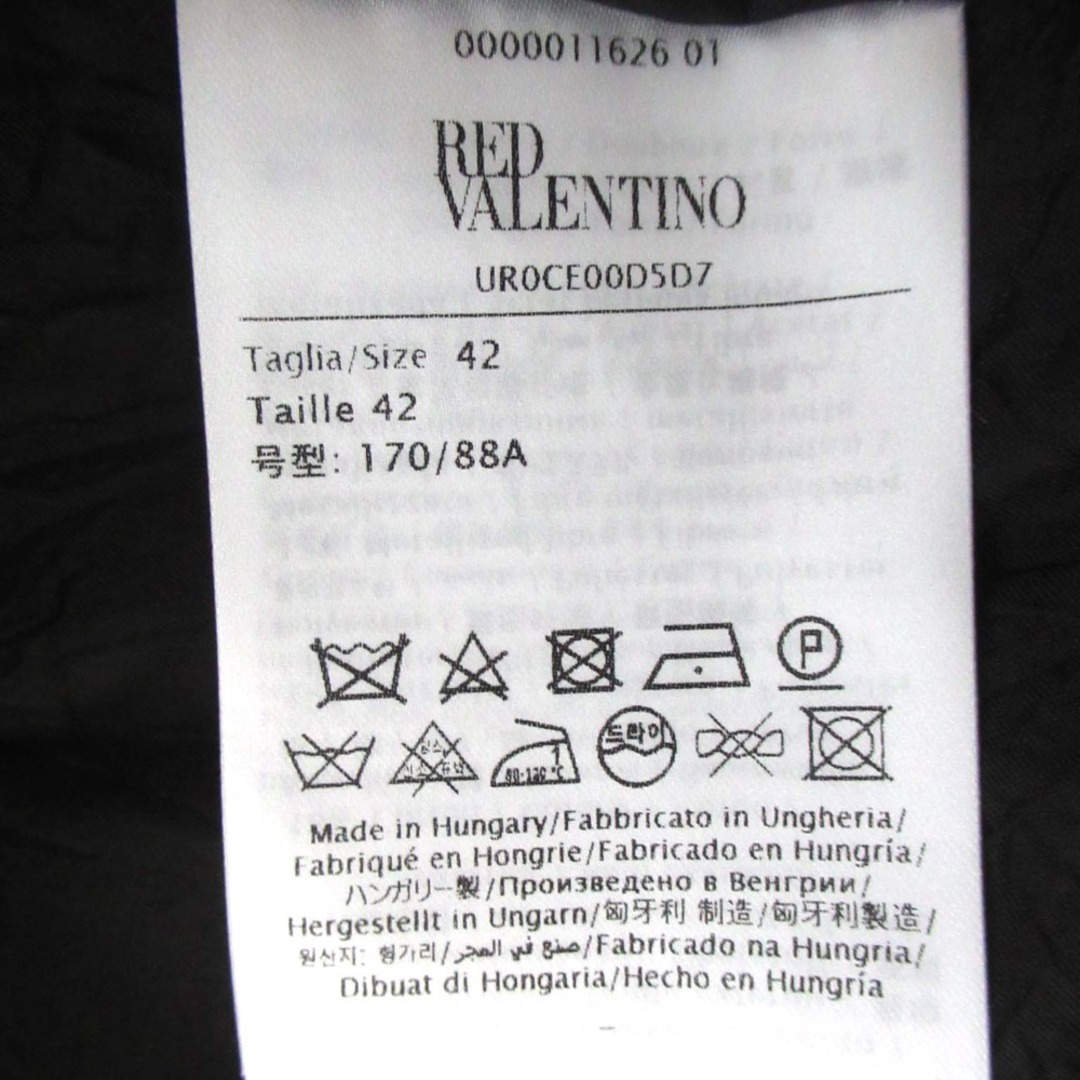 0000011626 01
RED
VALENTINO
UR0CE00D5D7
Taglia/Size 42
Taille 42
号型: 170/88A
P
드라이
80-120°C
Made in Hungary/Fabbricato in Ungheria/
Fabriqué en Hongrie/Fabricado en Hungría/
ハンガリー製/Произведено в Венгрии/
Hergestellt in Ungarn/匈牙利 制造/匈牙利製造/
원산지: 헝가리/صنع في المجر/Fabricado na Hungria/
Dibuat di Hongaria/Hecho en Hungría